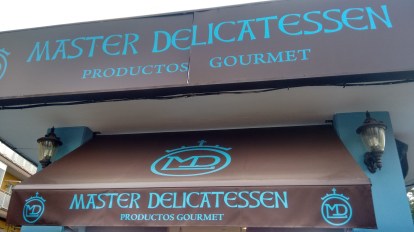 MASTER DELICATESSEN
PRODUCTOS GOURMET
MD
MASTER DELICATESSEN
PRODUCTOS GOURMET
MD
MD